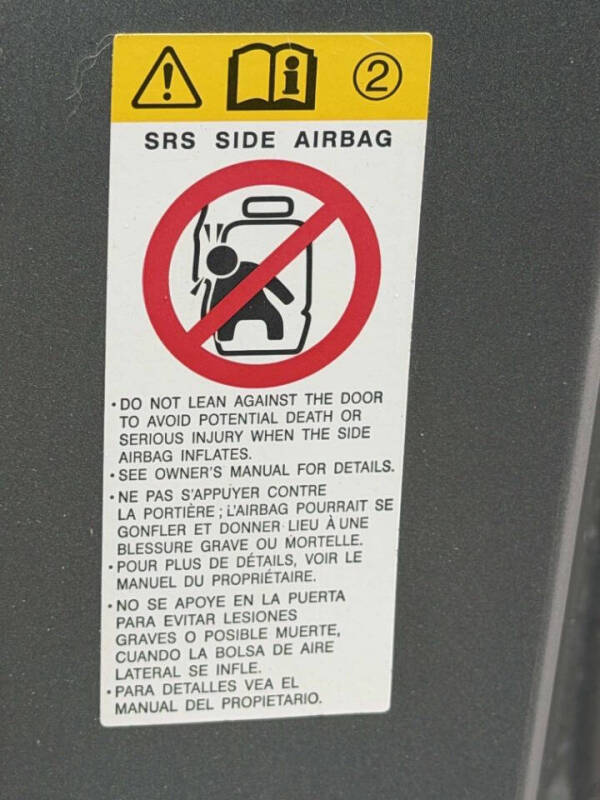 ②
SRS SIDE AIRBAG
• DO NOT LEAN AGAINST THE DOOR
TO AVOID POTENTIAL DEATH OR
SERIOUS INJURY WHEN THE SIDE
AIRBAG INFLATES.
• SEE OWNER'S MANUAL FOR DETAILS.
• NE PAS S'APPUYER CONTRE
LA PORTIÈRE ; L'AIRBAG POURRAIT SE
GONFLER ET DONNER LIEU À UNE
BLESSURE GRAVE OU MORTELLE.
• POUR PLUS DE DÉTAILS, VOIR LE
MANUEL DU PROPRIÉTAIRE.
• NO SE APOYE EN LA PUERTA
PARA EVITAR LESIONES
GRAVES O POSIBLE MUERTE,
CUANDO LA BOLSA DE AIRE
LATERAL SE INFLE.
• PARA DETALLES VEA EL
MANUAL DEL PROPIETARIO.